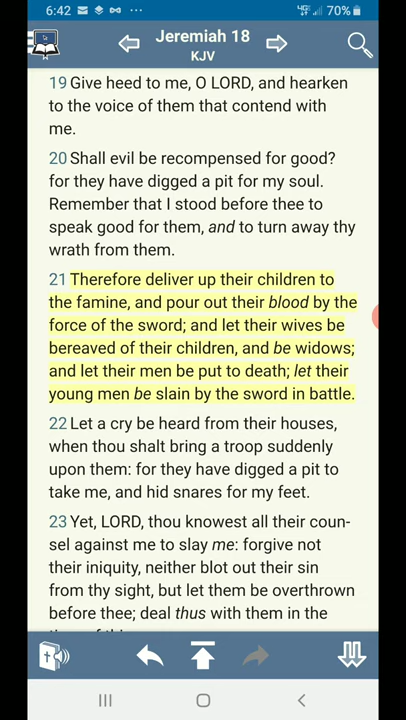 6:42 70%
Jeremiah 18
KJV
19 Give heed to me, O LORD, and hearken
to the voice of them that contend with
me.
20 Shall evil be recompensed for good?
for they have digged a pit for my soul.
Remember that I stood before thee to
speak good for them, and to turn away thy
wrath from them.
21 Therefore deliver up their children to
the famine, and pour out their blood by the
force of the sword; and let their wives be
bereaved of their children, and be widows;
and let their men be put to death; let their
young men be slain by the sword in battle.
22 Let a cry be heard from their houses,
when thou shalt bring a troop suddenly
upon them: for they have digged a pit to
take me, and hid snares for my feet.
23 Yet, LORD, thou knowest all their coun-
sel against me to slay me: forgive not
their iniquity, neither blot out their sin
from thy sight, but let them be overthrown
before thee; deal thus with them in the